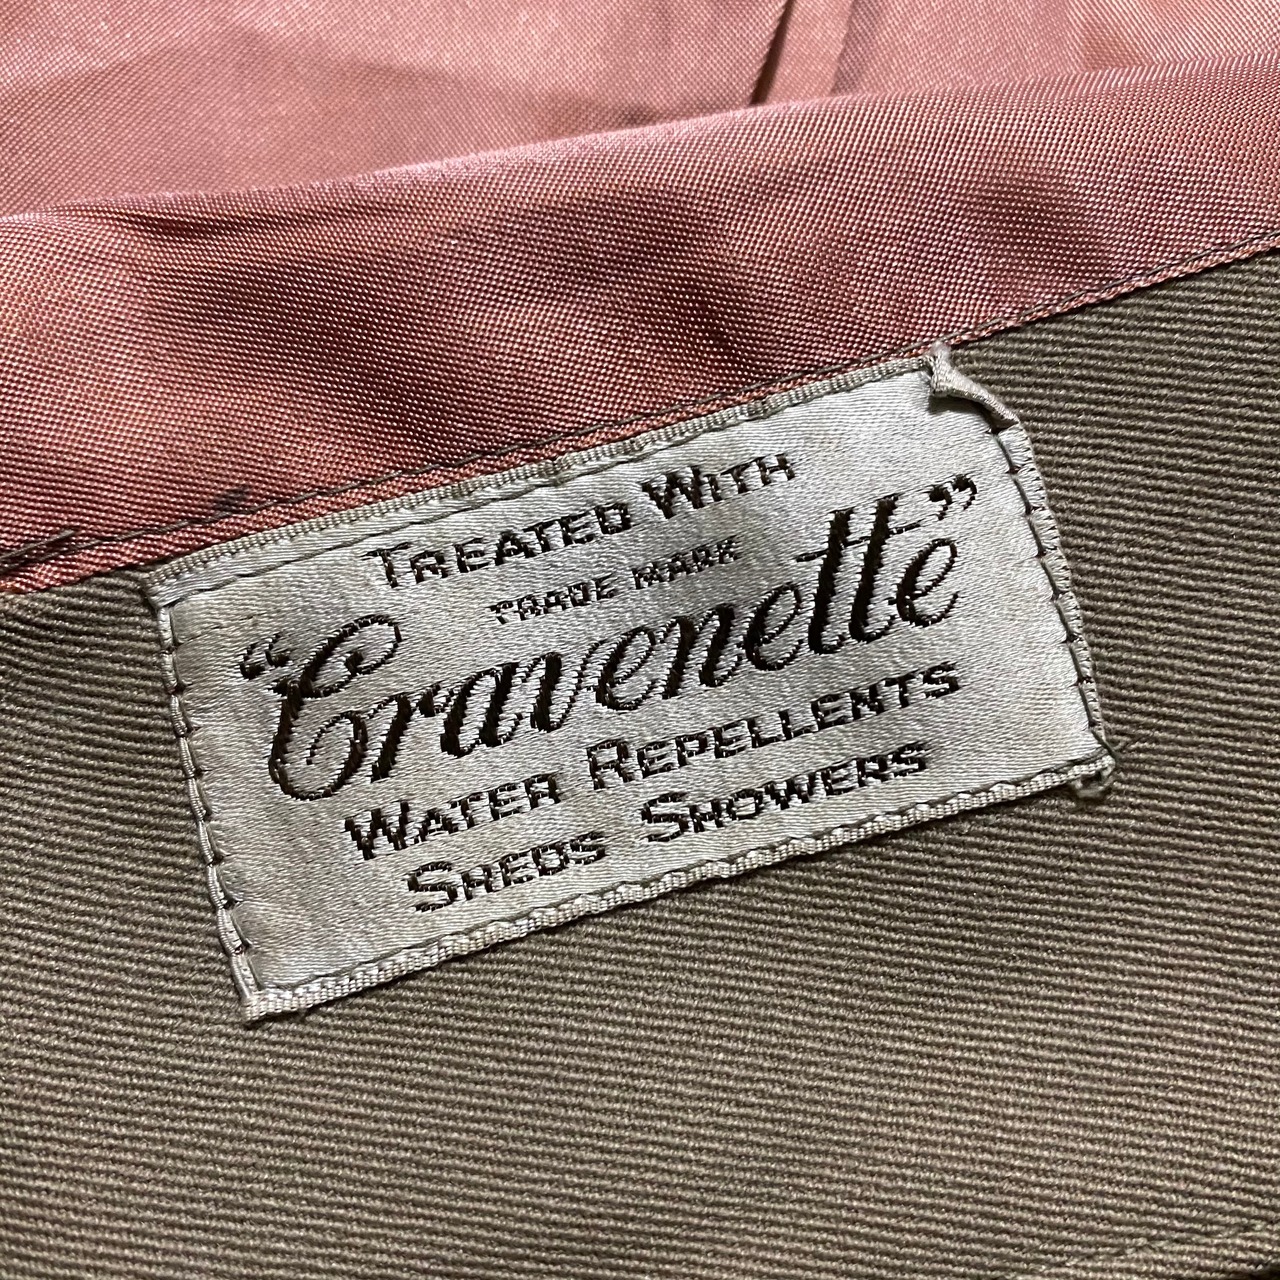 TREATED WITH
TRADE MARK
“Cravenette”
WATER REPELLENTS
SHEDS SHOWERS